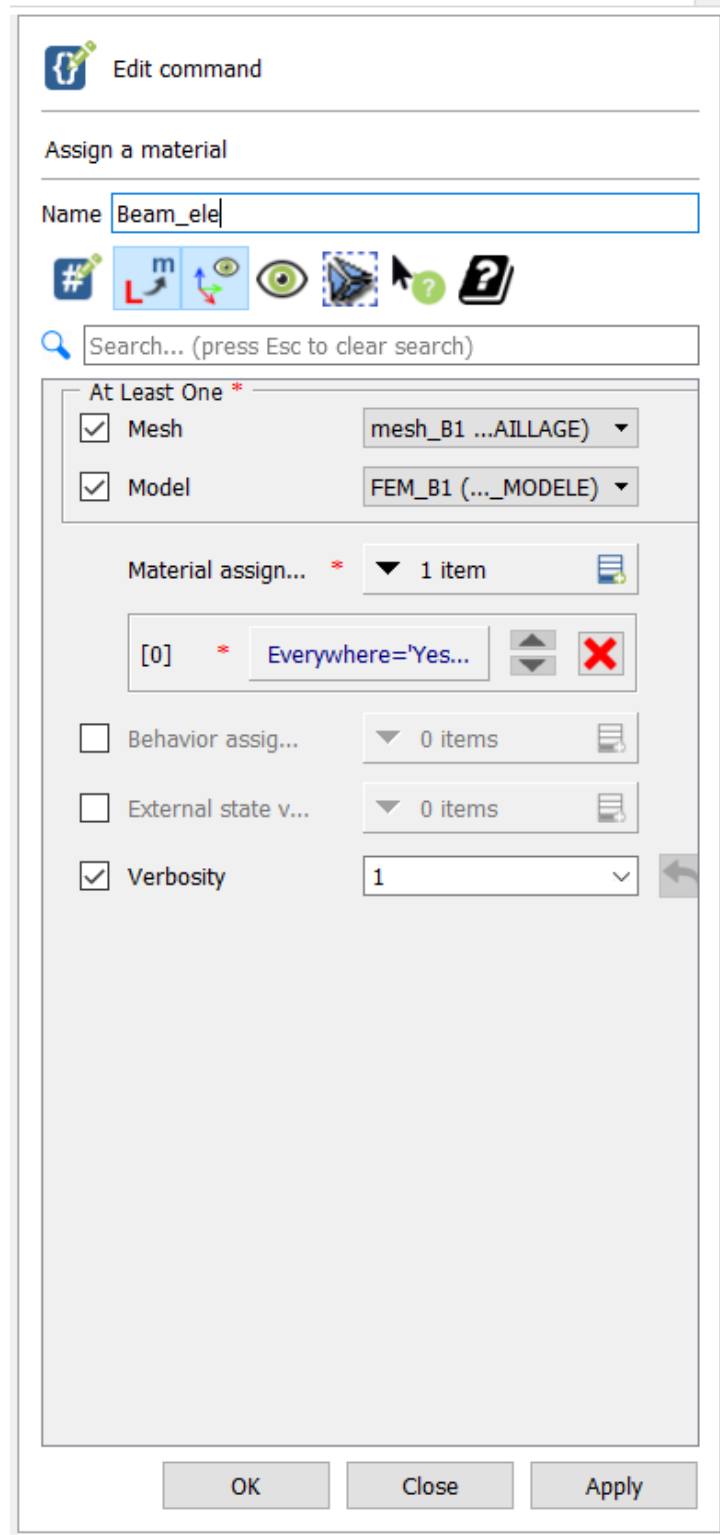 Edit command
Assign a material
Name Beam_ele
# L m
Search... (press Esc to clear search)
At Least One *
Mesh mesh_B1 ...AILLAGE)
Model FEM_B1 (..._MODELE)
Material assign... * 1 item
[0] * Everywhere='Yes...
Behavior assig... 0 items
External state v... 0 items
Verbosity 1
OK Close Apply